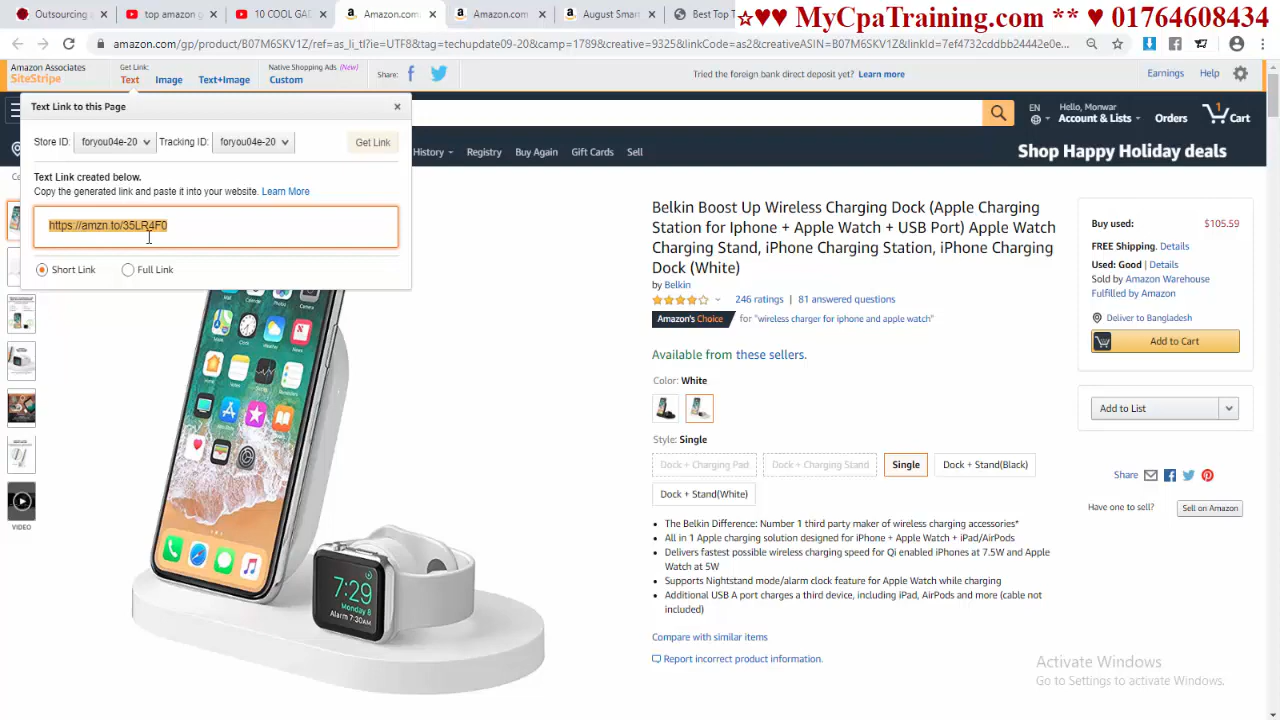 Outsourcing
top amazon g
10 COOL GAD
Amazon.com
Amazon.com
August Smar
Best Top
☆♥♥ MyCpaTraining.com ** ♥ 01764608434
amazon.com/gp/product/B07M6SKV1Z/ref=as_li_tl?ie=UTF8&tag=techupdate09-20&camp=1789&creative=9325&linkCode=as2&creativeASIN=B07M6SKV1Z&linkId=7ef4732cddbb24442e0e...
Amazon Associates
SiteStripe
Get Link:
Text
Image
Text+Image
Native Shopping Ads (New)
Custom
Share:
Tried the foreign bank direct deposit yet? Learn more
Earnings
Help
Text Link to this Page
Store ID: foryou04e-20 Tracking ID: foryou04e-20 Get Link
Text Link created below.
Copy the generated link and paste it into your website. Learn More
https://amzn.to/35LR4F0
Short Link Full Link
EN
Hello, Monwar
Account & Lists
Orders
1
Cart
History Registry Buy Again Gift Cards Sell
Shop Happy Holiday deals
Belkin Boost Up Wireless Charging Dock (Apple Charging
Station for Iphone + Apple Watch + USB Port) Apple Watch
Charging Stand, iPhone Charging Station, iPhone Charging
Dock (White)
by Belkin
246 ratings | 81 answered questions
Amazon's Choice for "wireless charger for iphone and apple watch"
Available from these sellers.
Color: White
Style: Single
Dock + Charging Pad
Dock + Charging Stand
Single
Dock + Stand(Black)
Dock + Stand(White)
The Belkin Difference: Number 1 third party maker of wireless charging accessories*
All in 1 Apple charging solution designed for iPhone + Apple Watch + iPad/AirPods
Delivers fastest possible wireless charging speed for Qi enabled iPhones at 7.5W and Apple
Watch at 5W
Supports Nightstand mode/alarm clock feature for Apple Watch while charging
Additional USB A port charges a third device, including iPad, AirPods and more (cable not
included)
Compare with similar items
Report incorrect product information.
Buy used: $105.59
FREE Shipping. Details
Used: Good | Details
Sold by Amazon Warehouse
Fulfilled by Amazon
Deliver to Bangladesh
Add to Cart
Add to List
Share
Have one to sell?
Sell on Amazon
VIDEO
7:29
Monday 8
Alarm 7:30AM
Activate Windows
Go to Settings to activate Windows.